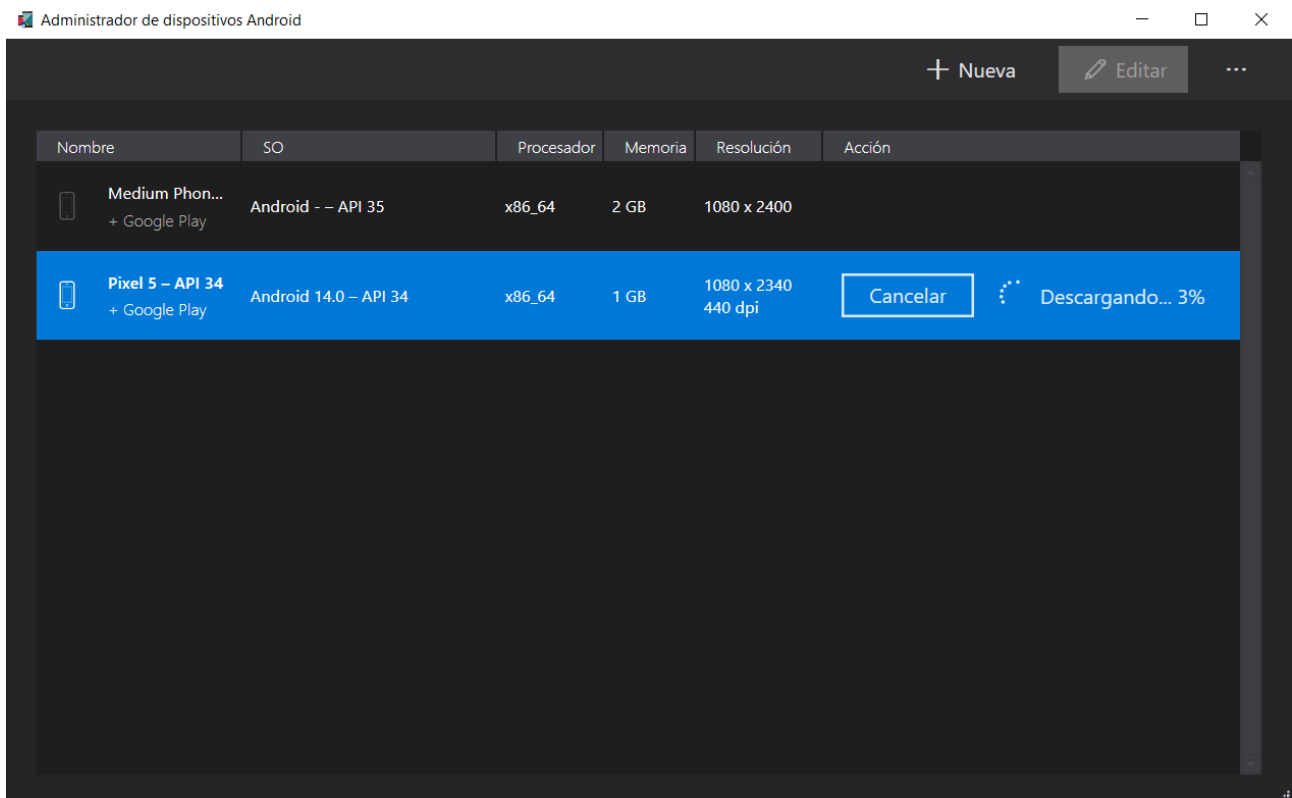 Administrador de dispositivos Android
Nueva Editar ...
Nombre SO Procesador Memoria Resolución Acción
Medium Phon...
+ Google Play
Android - – API 35 x86_64 2 GB 1080 x 2400
Pixel 5 – API 34
+ Google Play
Android 14.0 – API 34 x86_64 1 GB
1080 x 2340
440 dpi
Cancelar Descargando... 3%